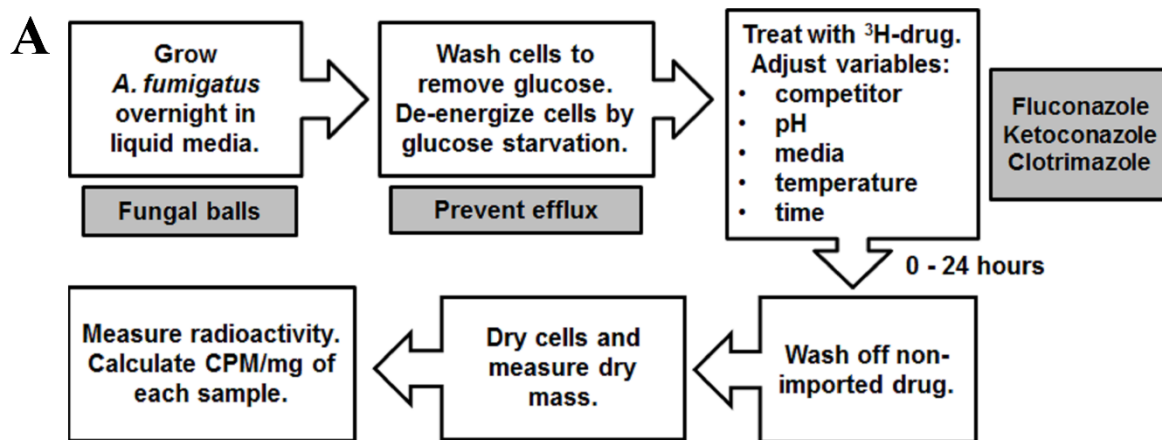 A
Grow
A. fumigatus
overnight in
liquid media.
Fungal balls
Wash cells to
remove glucose.
De-energize cells by
glucose starvation.
Prevent efflux
Treat with ³H-drug.
Adjust variables:
• competitor
• pH
• media
• temperature
• time
Fluconazole
Ketoconazole
Clotrimazole
0 - 24 hours
Wash off non-
imported drug.
Dry cells and
measure dry
mass.
Measure radioactivity.
Calculate CPM/mg of
each sample.